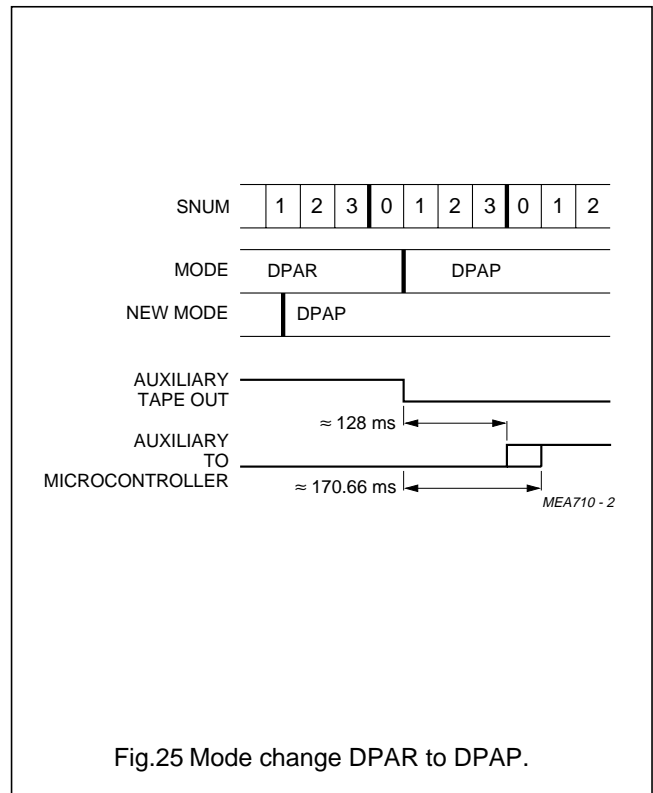 SNUM 1 2 3 0 1 2 3 0 1 2
MODE DPAR DPAP
NEW MODE DPAP
AUXILIARY
TAPE OUT
≈ 128 ms
AUXILIARY
TO
MICROCONTROLLER
≈ 170.66 ms
MEA710 - 2
Fig.25 Mode change DPAR to DPAP.